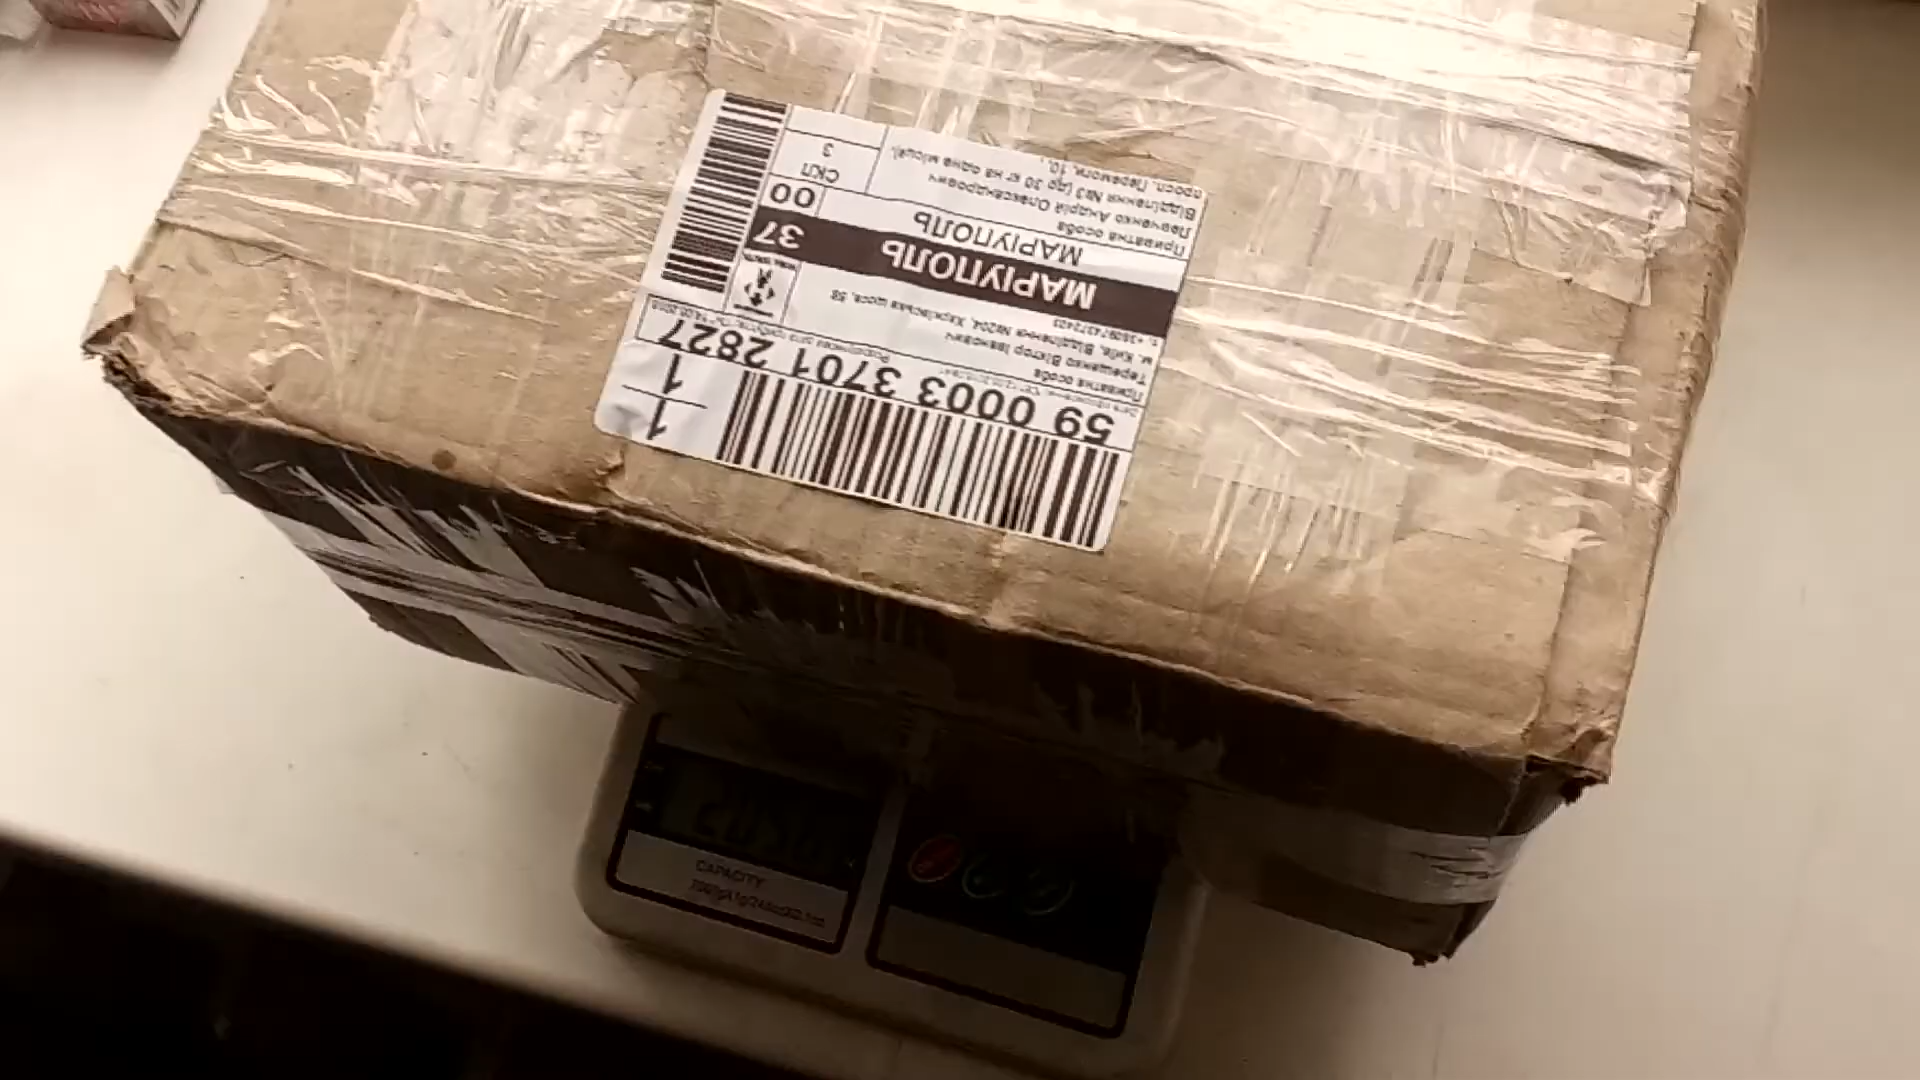 59 0003 3701 2827
1
1
Приватна особа
Терещенко Віктор Іванович
м. Київ, Відділення №204, Харківське шосе, 56
МАРІУПОЛЬ 37
МАРІУПОЛЬ 00
Приватна особа
Левченко Андрій Олександрович
Відділення №3 (до 30 кг на одне місце),
просп. Перемоги, 10,
СКЛ
3
CAPACITY